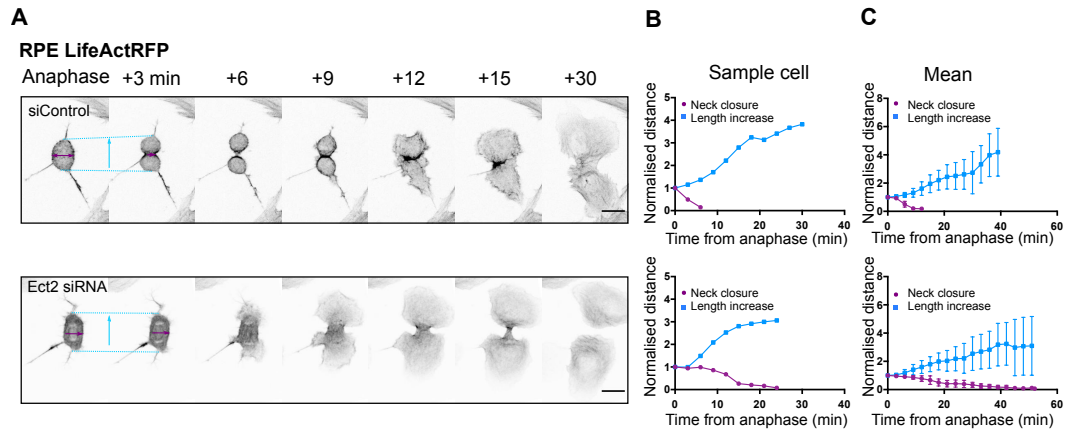 A
B
C
RPE LifeActRFP
Anaphase +3 min +6 +9 +12 +15 +30
siControl
Ect2 siRNA
Sample cell
Neck closure
Length increase
Normalised distance
5
4
3
2
1
0
0 10 20 30 40
Time from anaphase (min)
Neck closure
Length increase
Normalised distance
5
4
3
2
1
0
0 10 20 30 40
Time from anaphase (min)
Mean
Neck closure
Length increase
Normalised distance
8
6
4
2
0
0 20 40 60
Time from anaphase (min)
Neck closure
Length increase
Normalised distance
8
6
4
2
0
0 20 40 60
Time from anaphase (min)